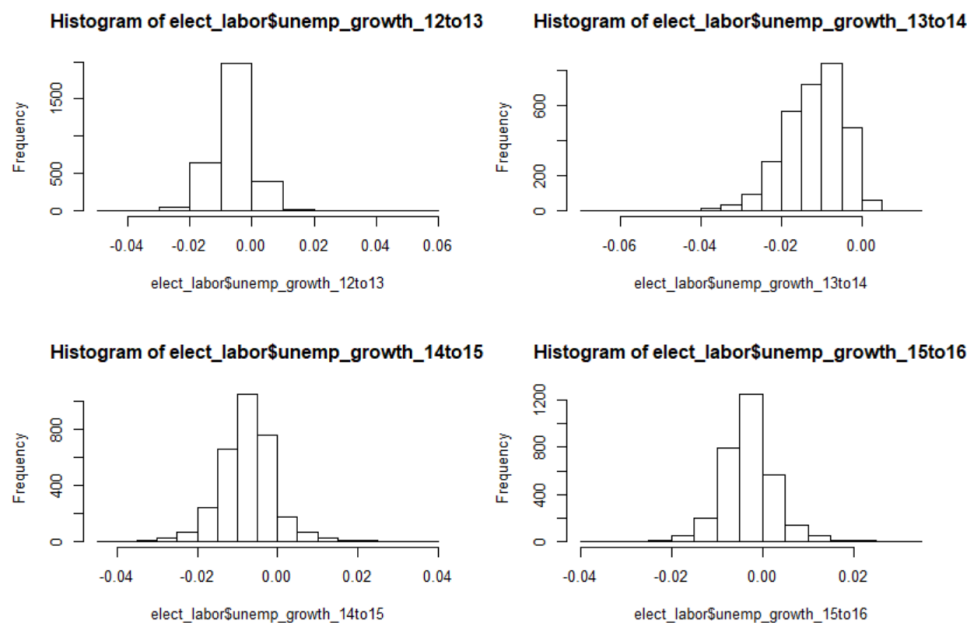 Histogram of elect_labor$unemp_growth_12to13
Frequency
1500
500
0
-0.04 -0.02 0.00 0.02 0.04 0.06
elect_labor$unemp_growth_12to13
Histogram of elect_labor$unemp_growth_13to14
Frequency
600
200
0
-0.06 -0.04 -0.02 0.00
elect_labor$unemp_growth_13to14
Histogram of elect_labor$unemp_growth_14to15
Frequency
800
400
0
-0.04 -0.02 0.00 0.02 0.04
elect_labor$unemp_growth_14to15
Histogram of elect_labor$unemp_growth_15to16
Frequency
1200
800
400
0
-0.04 -0.02 0.00 0.02
elect_labor$unemp_growth_15to16